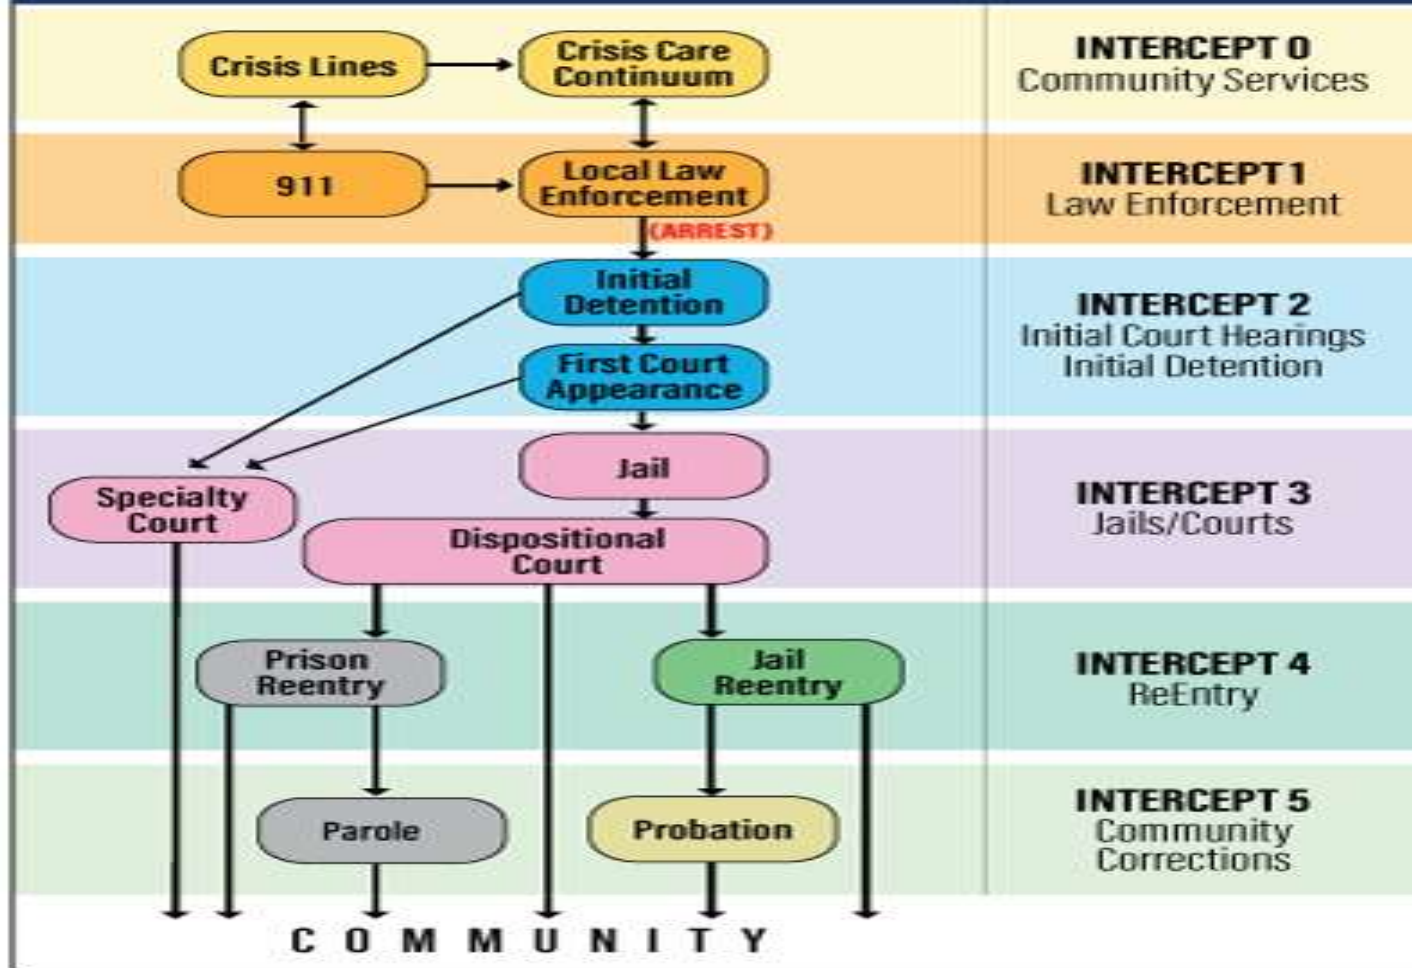 Crisis Lines
Crisis Care
Continuum
INTERCEPT 0
Community Services
911
Local Law
Enforcement
(ARREST)
INTERCEPT 1
Law Enforcement
Initial
Detention
First Court
Appearance
INTERCEPT 2
Initial Court Hearings
Initial Detention
Jail
Specialty
Court
Dispositional
Court
INTERCEPT 3
Jails/Courts
Prison
Reentry
Jail
Reentry
INTERCEPT 4
ReEntry
Parole
Probation
INTERCEPT 5
Community
Corrections
COMMUNITY